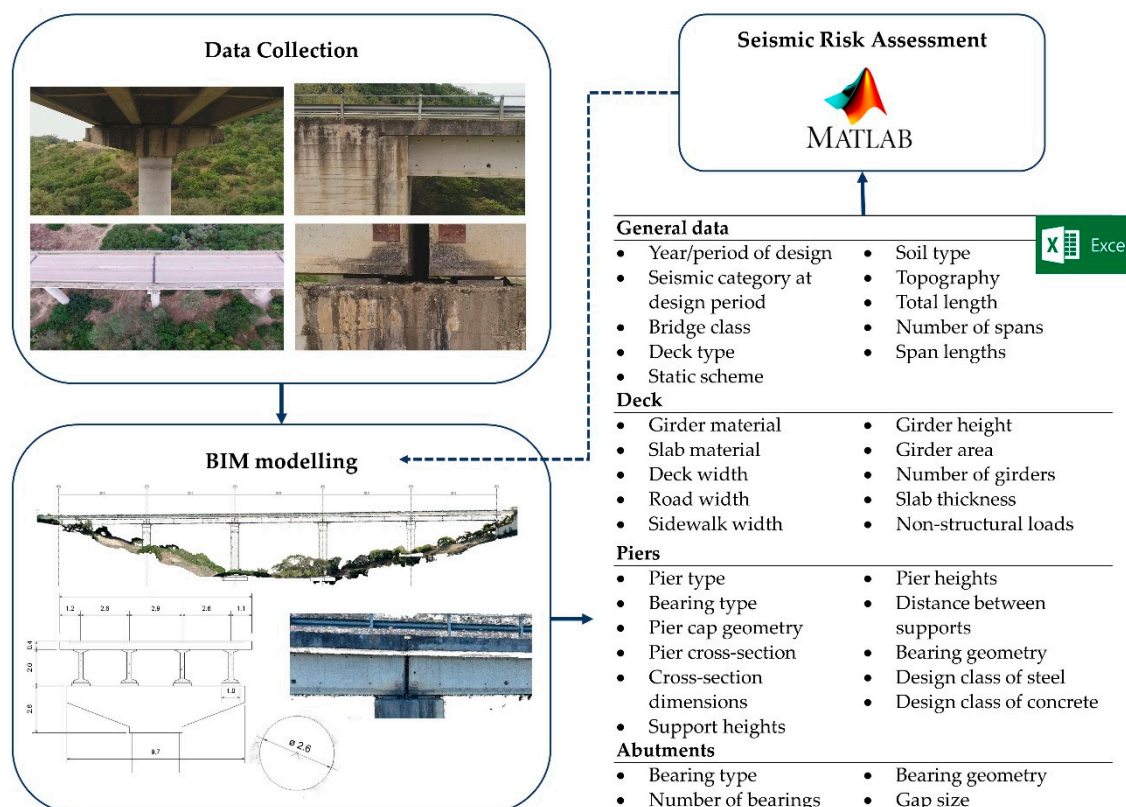 Data Collection
Seismic Risk Assessment
MATLAB
General data
X Excel
• Year/period of design
• Seismic category at
design period
• Bridge class
• Deck type
• Static scheme
• Soil type
• Topography
• Total length
• Number of spans
• Span lengths
Deck
• Girder material
• Slab material
• Deck width
• Road width
• Sidewalk width
• Girder height
• Girder area
• Number of girders
• Slab thickness
• Non-structural loads
Piers
• Pier type
• Bearing type
• Pier cap geometry
• Pier cross-section
• Cross-section
dimensions
• Support heights
• Pier heights
• Distance between
supports
• Bearing geometry
• Design class of steel
• Design class of concrete
Abutments
• Bearing type
• Number of bearings
• Bearing geometry
• Gap size
BIM modelling
1.2 2.6 2.9 2.6 1.1
0.4
2.0
1.0
2.6
8.7
ø 2.6